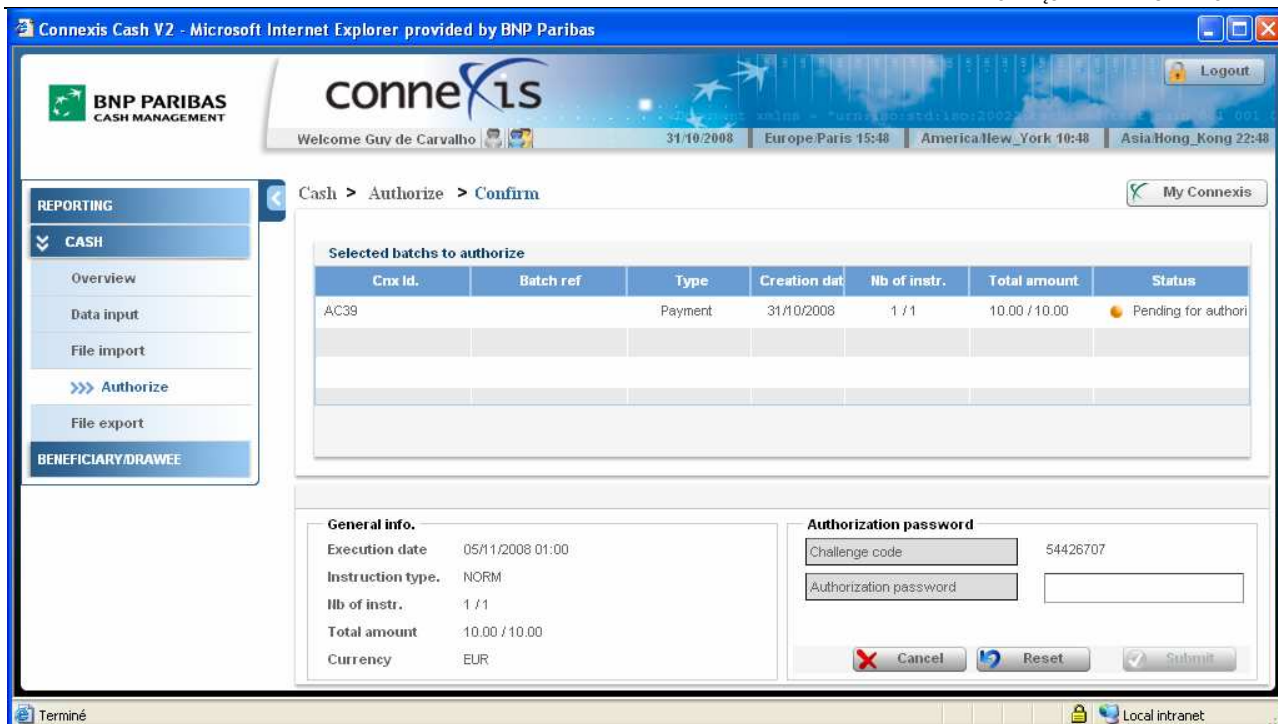 Connexis Cash V2 - Microsoft Internet Explorer provided by BNP Paribas
BNP PARIBAS
CASH MANAGEMENT
connexis
Logout
Welcome Guy de Carvalho 31/10/2008 Europe/Paris 15:48 America/New_York 10:48 Asia/Hong_Kong 22:48
Cash > Authorize > Confirm
My Connexis
REPORTING
CASH
Overview
Data input
File import
>>> Authorize
File export
BENEFICIARY/DRAWEE
Selected batchs to authorize
Cnx Id. Batch ref Type Creation dat Nb of instr. Total amount Status
AC39 Payment 31/10/2008 1 / 1 10.00 / 10.00 Pending for authori
General info.
Execution date 05/11/2008 01:00
Instruction type. NORM
Nb of instr. 1 / 1
Total amount 10.00 / 10.00
Currency EUR
Authorization password
Challenge code 54426707
Authorization password
Cancel Reset Submit
Terminé Local intranet